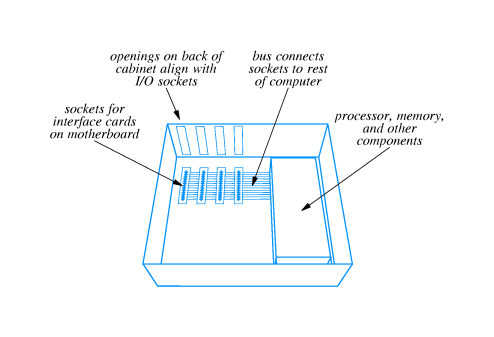 openings on back of
cabinet align with
I/O sockets
bus connects
sockets to rest
of computer
sockets for
interface cards
on motherboard
processor, memory,
and other
components